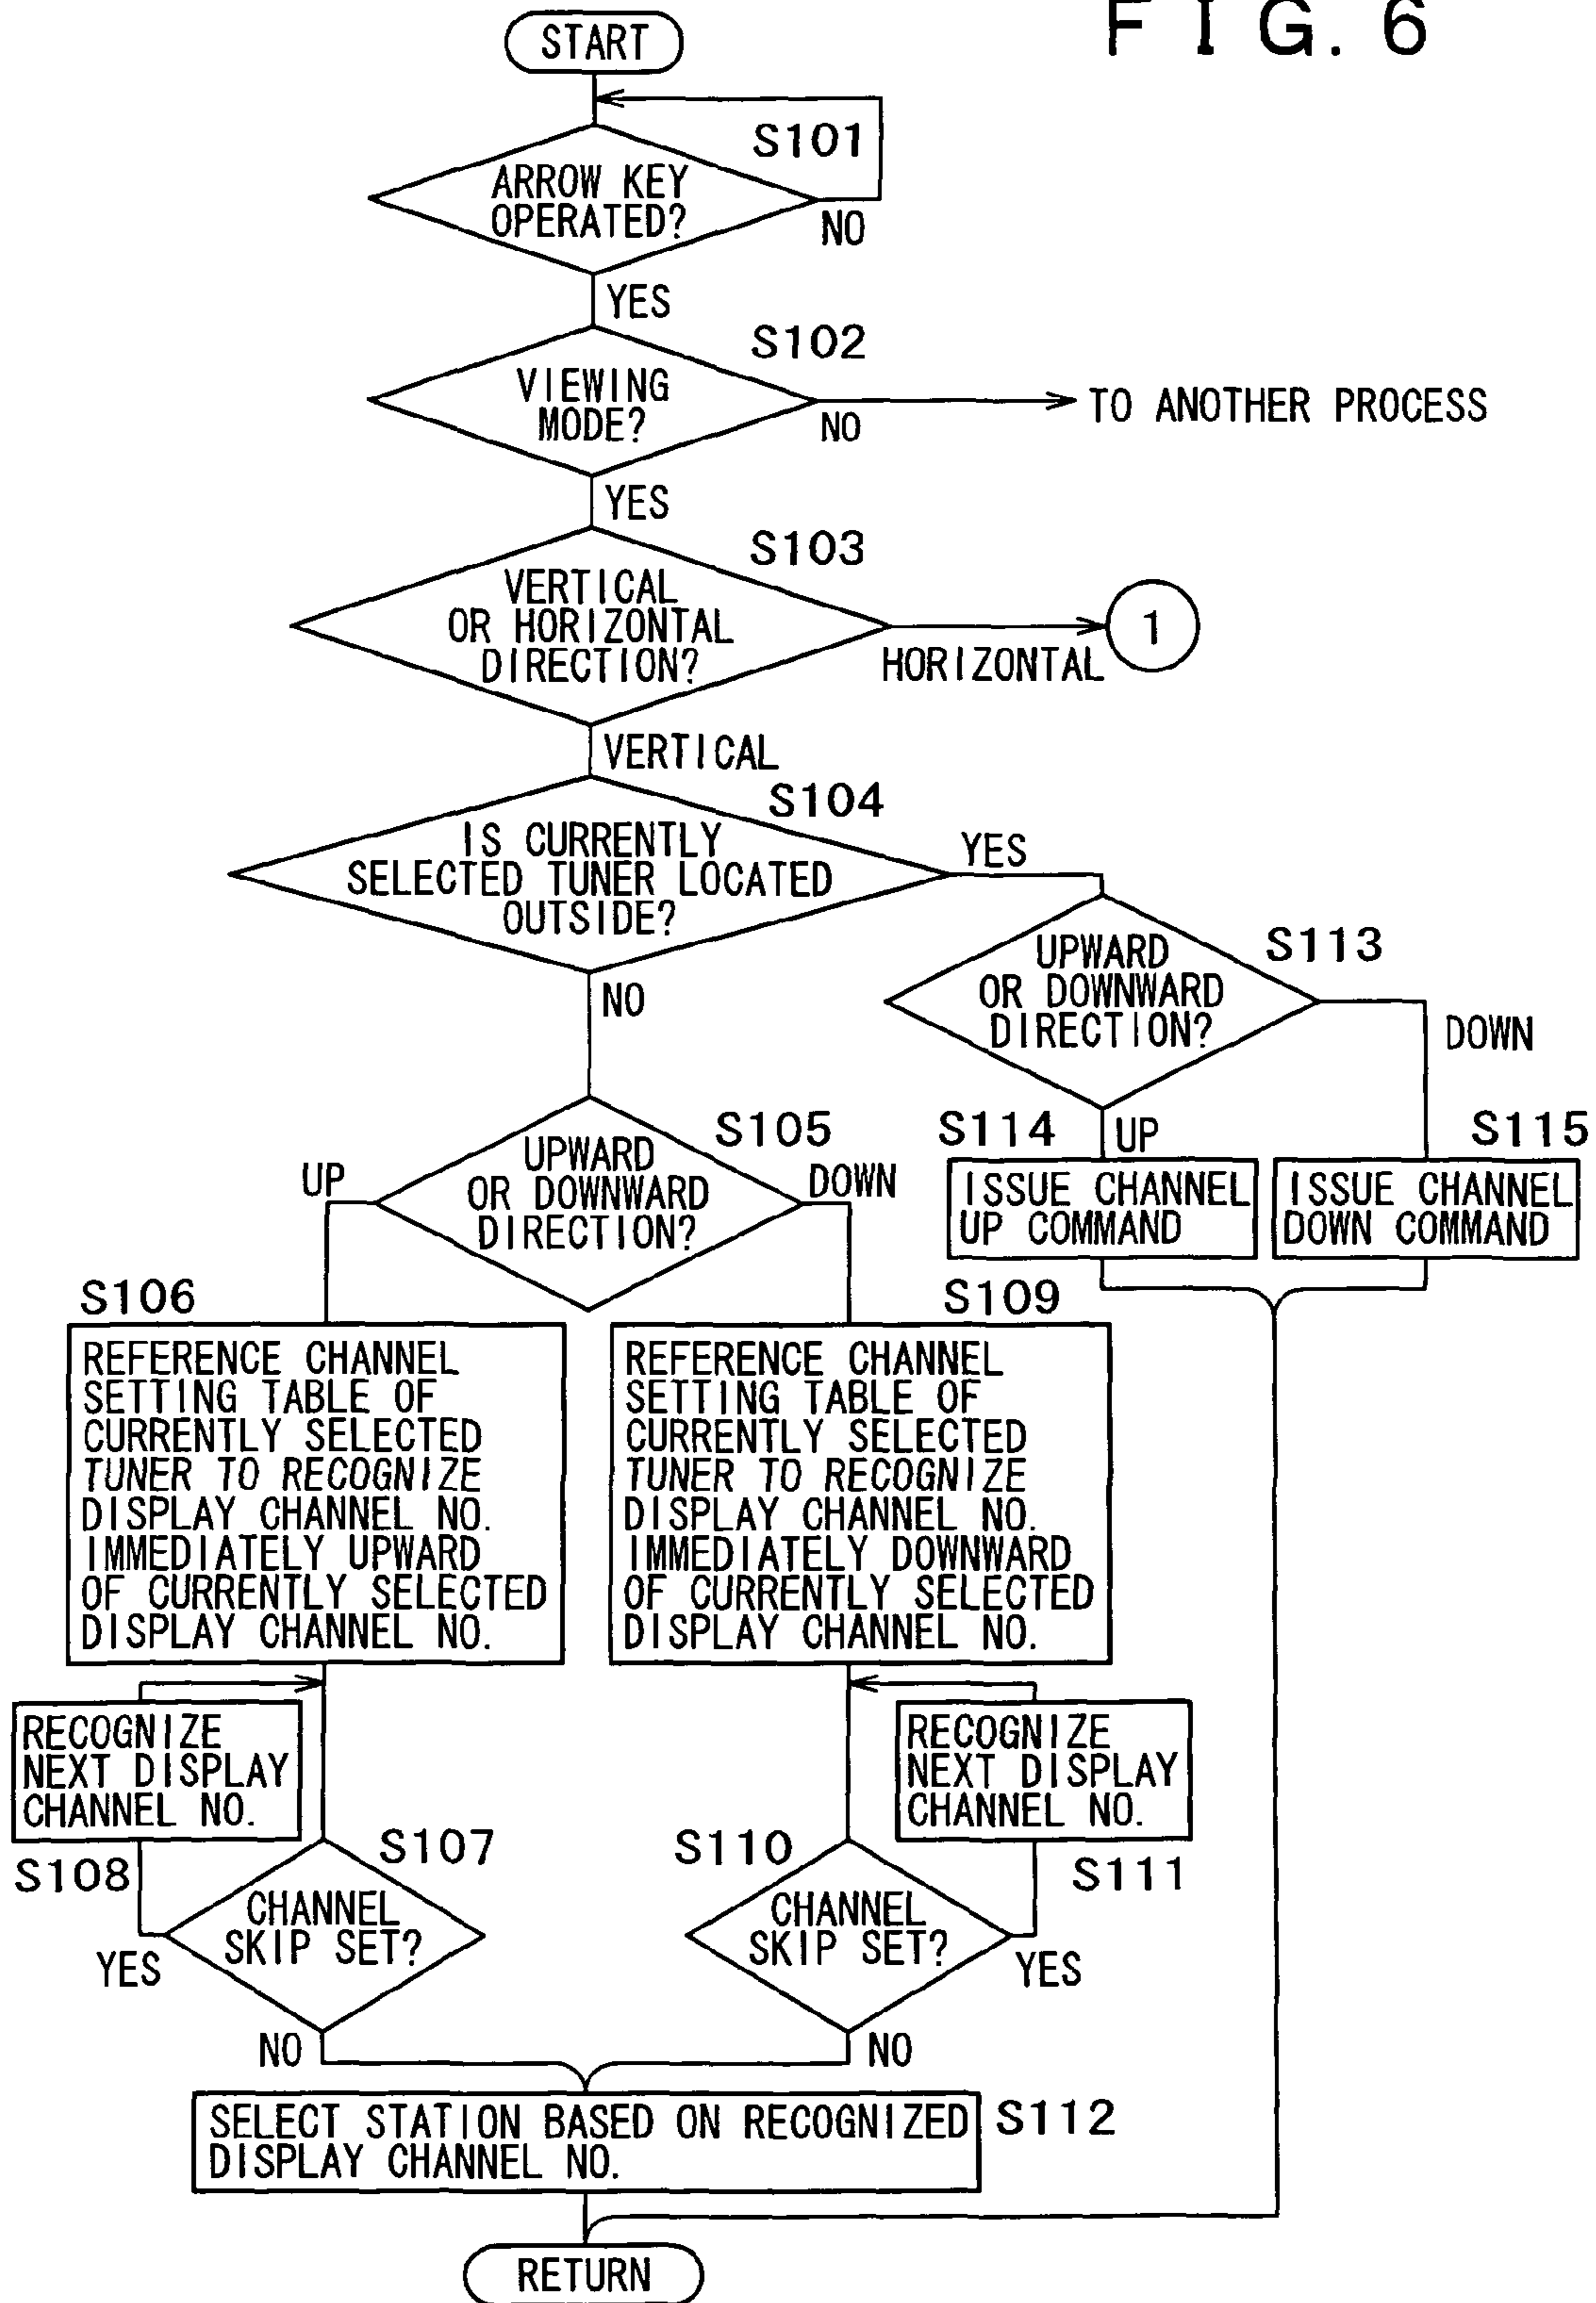 FIG. 6
START
S101
ARROW KEY
OPERATED?
NO
YES
S102
VIEWING
MODE?
NO
TO ANOTHER PROCESS
YES
S103
VERTICAL
OR HORIZONTAL
DIRECTION?
HORIZONTAL
1
VERTICAL
S104
IS CURRENTLY
SELECTED TUNER LOCATED
OUTSIDE?
YES
NO
S113
UPWARD
OR DOWNWARD
DIRECTION?
DOWN
UP
S114
ISSUE CHANNEL
UP COMMAND
S115
ISSUE CHANNEL
DOWN COMMAND
S105
UPWARD
OR DOWNWARD
DIRECTION?
UP
DOWN
S106
REFERENCE CHANNEL
SETTING TABLE OF
CURRENTLY SELECTED
TUNER TO RECOGNIZE
DISPLAY CHANNEL NO.
IMMEDIATELY UPWARD
OF CURRENTLY SELECTED
DISPLAY CHANNEL NO.
S109
REFERENCE CHANNEL
SETTING TABLE OF
CURRENTLY SELECTED
TUNER TO RECOGNIZE
DISPLAY CHANNEL NO.
IMMEDIATELY DOWNWARD
OF CURRENTLY SELECTED
DISPLAY CHANNEL NO.
RECOGNIZE
NEXT DISPLAY
CHANNEL NO.
S108
S107
CHANNEL
SKIP SET?
YES
NO
RECOGNIZE
NEXT DISPLAY
CHANNEL NO.
S111
S110
CHANNEL
SKIP SET?
YES
NO
SELECT STATION BASED ON RECOGNIZED
DISPLAY CHANNEL NO.
S112
RETURN